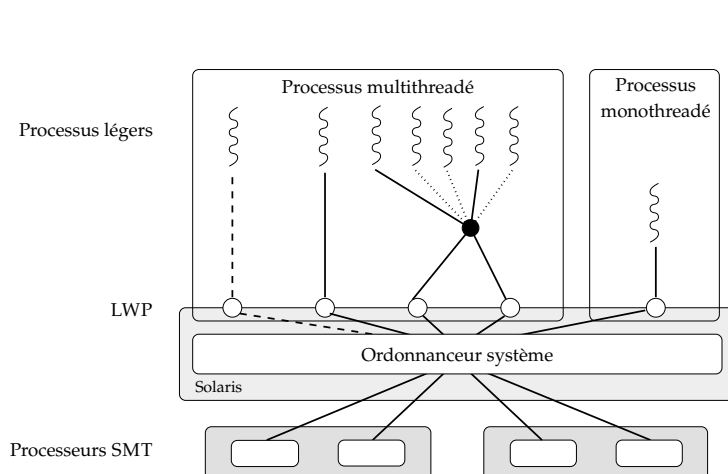 Processus multithreadé
Processus
monothreadé
Processus légers
LWP
Ordonnanceur système
Solaris
Processeurs SMT